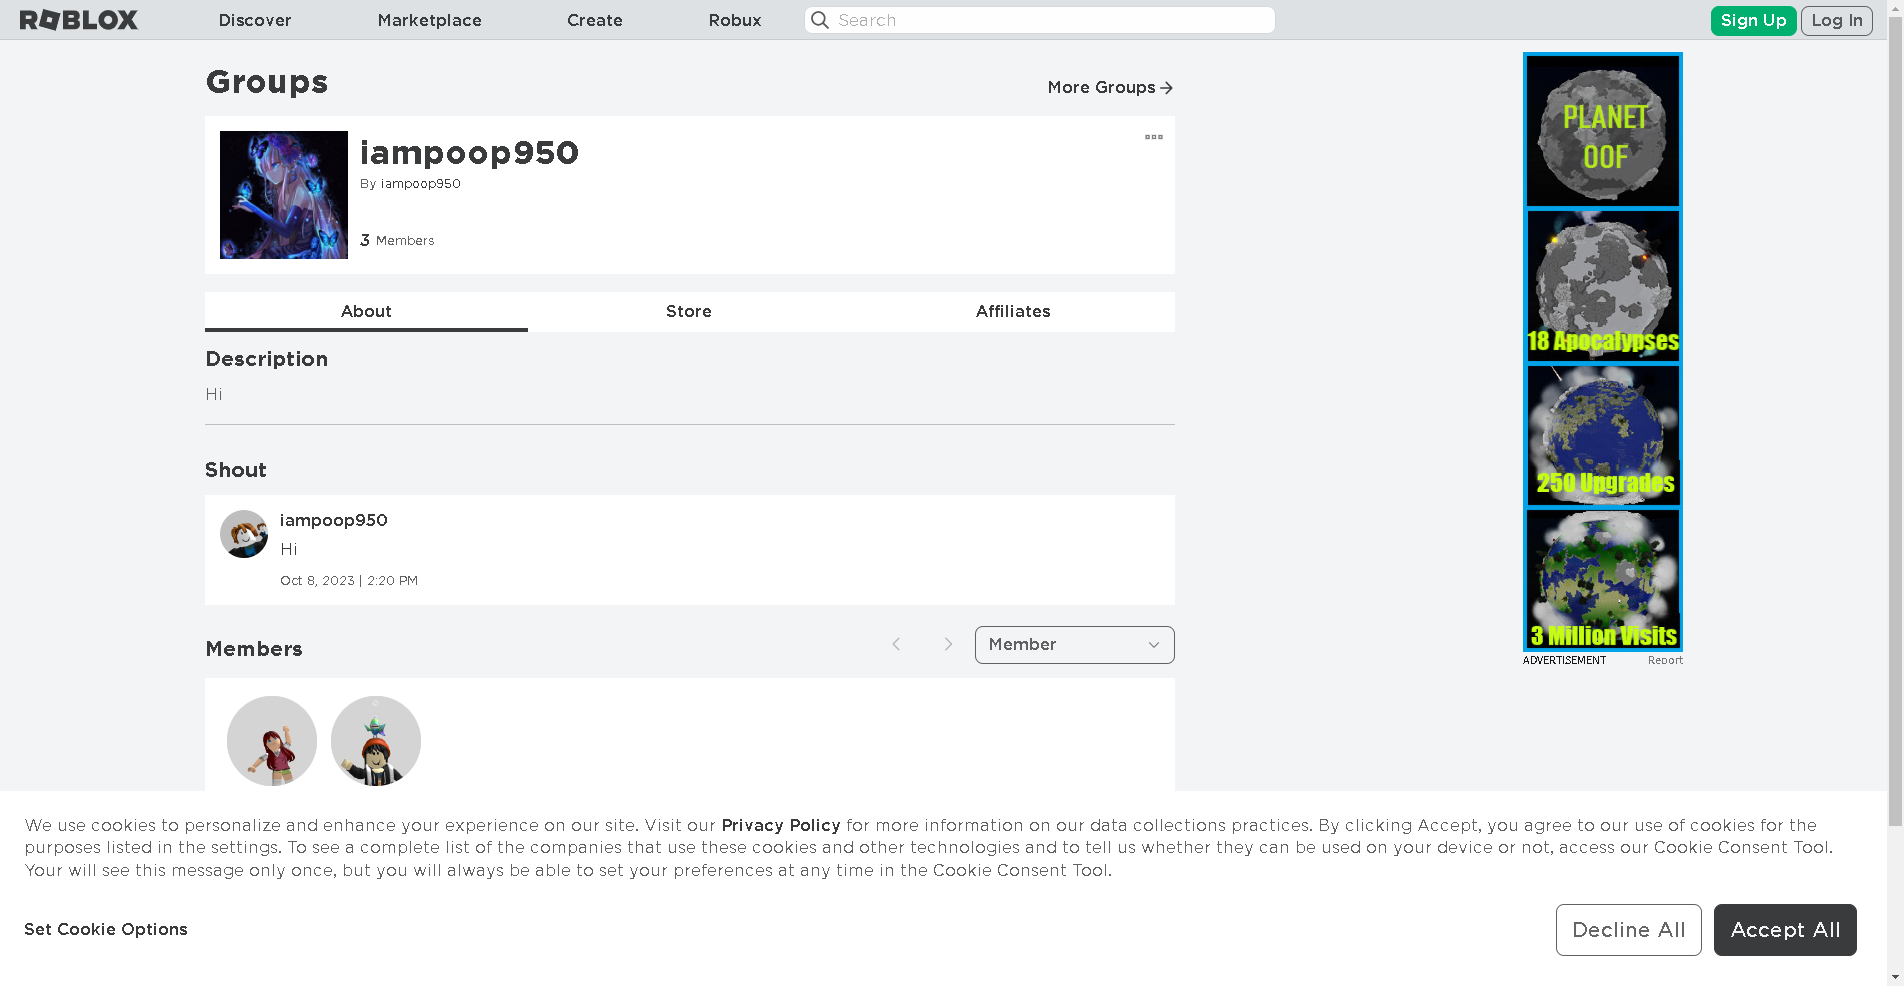 ROBLOX
Discover
Marketplace
Create
Robux
Search
Sign Up
Log In
Groups
More Groups
iampoop950
By iampoop950
3 Members
About
Store
Affiliates
Description
Hi
Shout
iampoop950
Hi
Oct 8, 2023 | 2:20 PM
Members
Member
PLANET
OOF
18 Apocalypses
250 Upgrades
3 Million Visits
ADVERTISEMENT
Report
We use cookies to personalize and enhance your experience on our site. Visit our Privacy Policy for more information on our data collections practices. By clicking Accept, you agree to our use of cookies for the
purposes listed in the settings. To see a complete list of the companies that use these cookies and other technologies and to tell us whether they can be used on your device or not, access our Cookie Consent Tool.
Your will see this message only once, but you will always be able to set your preferences at any time in the Cookie Consent Tool.
Set Cookie Options
Decline All
Accept All